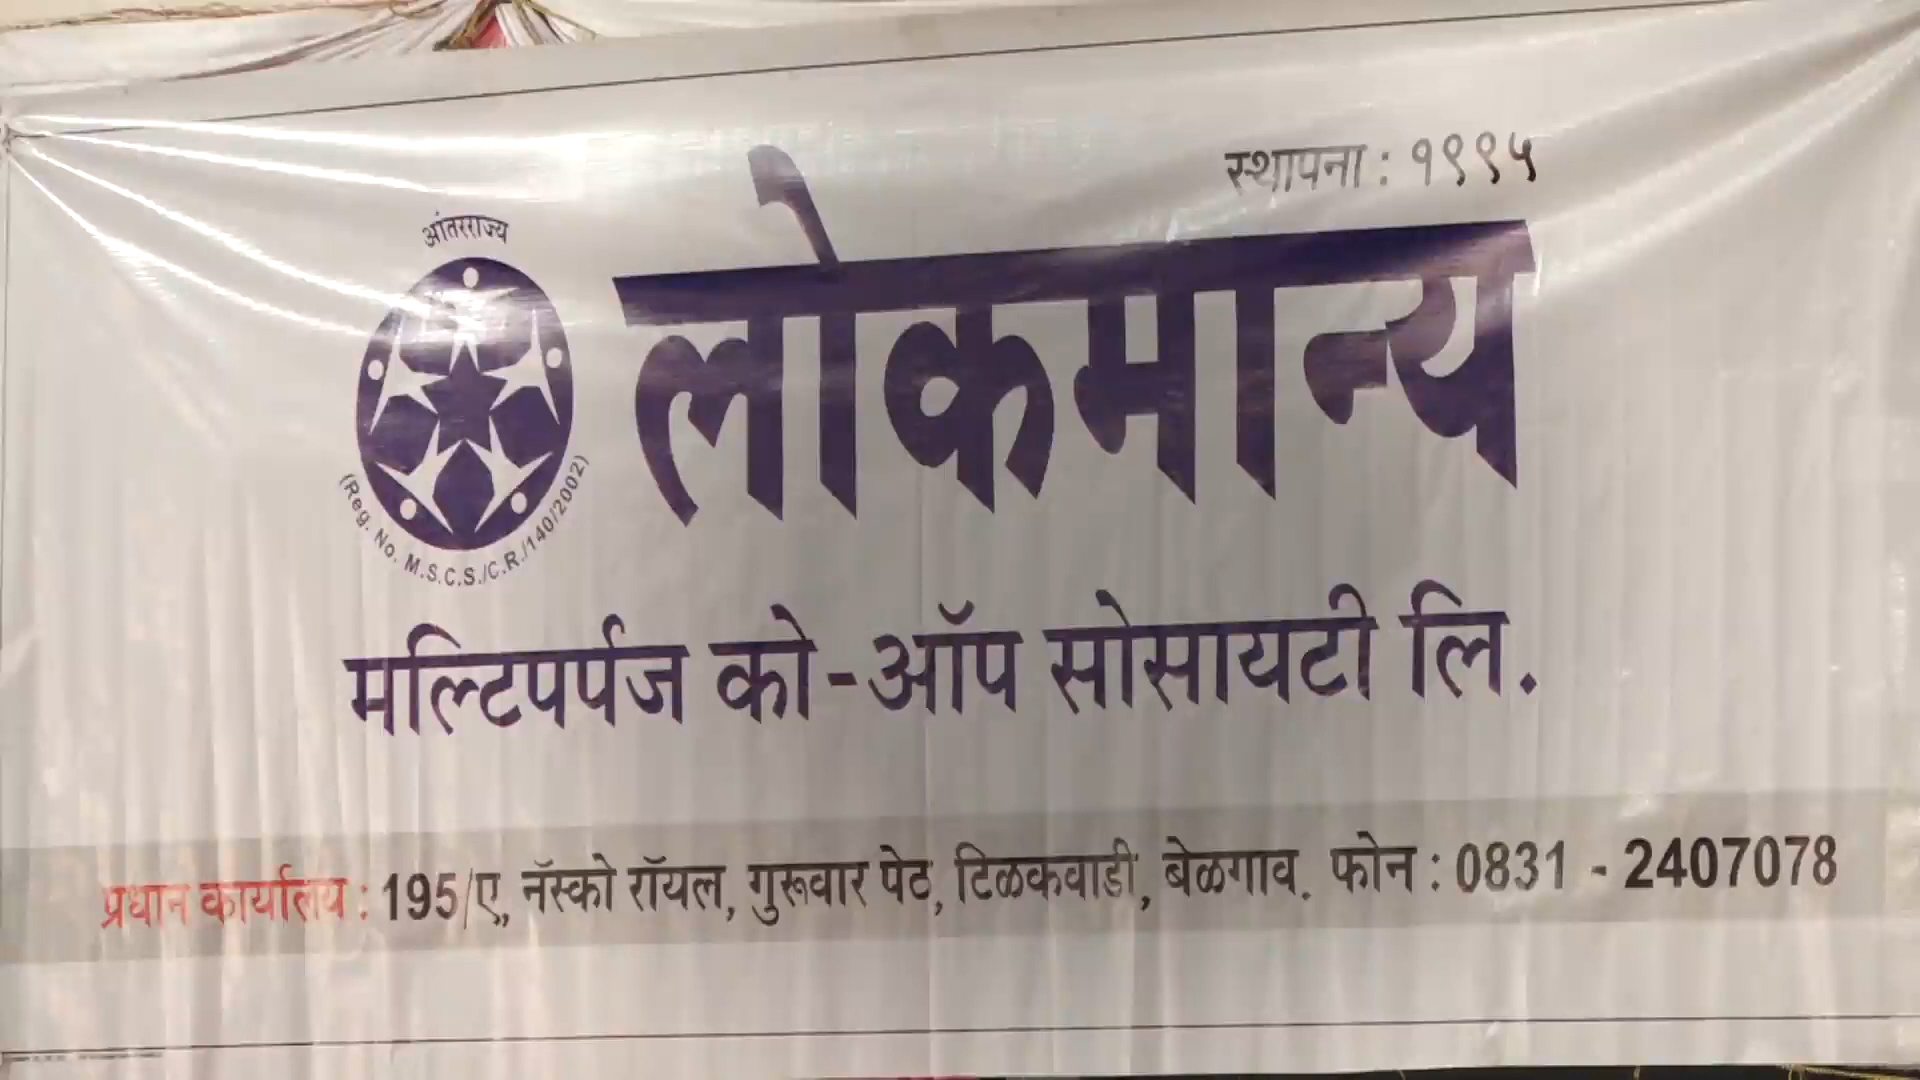 स्थापना : १९९५
आंतरराज्य
लोकमान्य
(Reg. No. M.S.C.S./C.R./140/2002)
मल्टिपर्पज को-ऑप सोसायटी लि.
प्रधान कार्यालय : 195/ए, नॅस्को रॉयल, गुरूवार पेठ, टिळकवाडी, बेळगाव. फोन : 0831 - 2407078